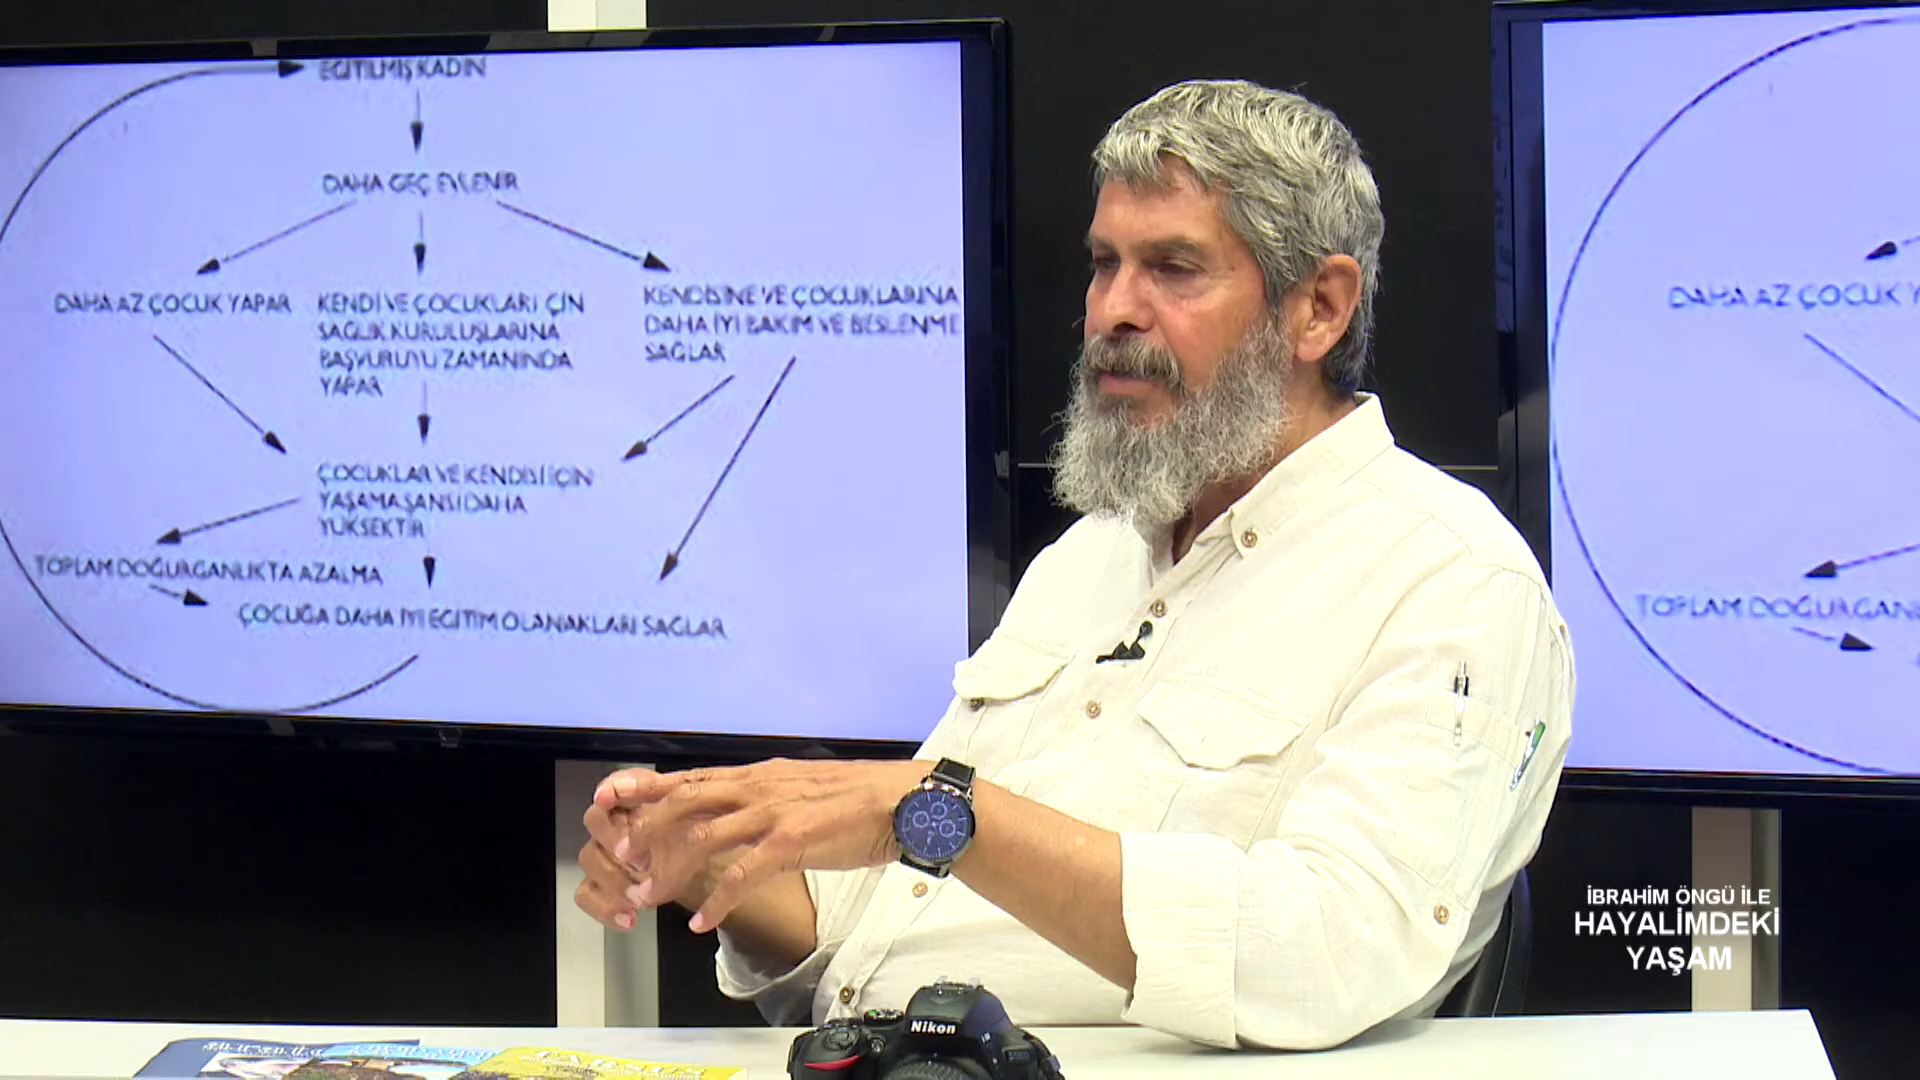 EĞİTİLMİŞ KADIN
DAHA GEÇ EVLENİR
DAHA AZ ÇOCUK YAPAR
KENDİ VE ÇOCUKLARI İÇİN
SAĞLIK KURULUŞLARINA
BAŞVURUYU ZAMANINDA
YAPAR
KENDİSİNE VE ÇOCUKLARINA
DAHA İYİ BAKIM VE BESLENME
SAĞLAR
ÇOCUKLAR VE KENDİSİ İÇİN
YAŞAMA ŞANSI DAHA
YÜKSEKTİR
TOPLAM DOĞURGANLIKTA AZALMA
ÇOCUĞA DAHA İYİ EĞİTİM OLANAKLARI SAĞLAR
DAHA AZ ÇOCUK Y
TOPLAM DOĞURGANL
İBRAHİM ÖNGÜ İLE
HAYALİMDEKİ
YAŞAM
Nikon